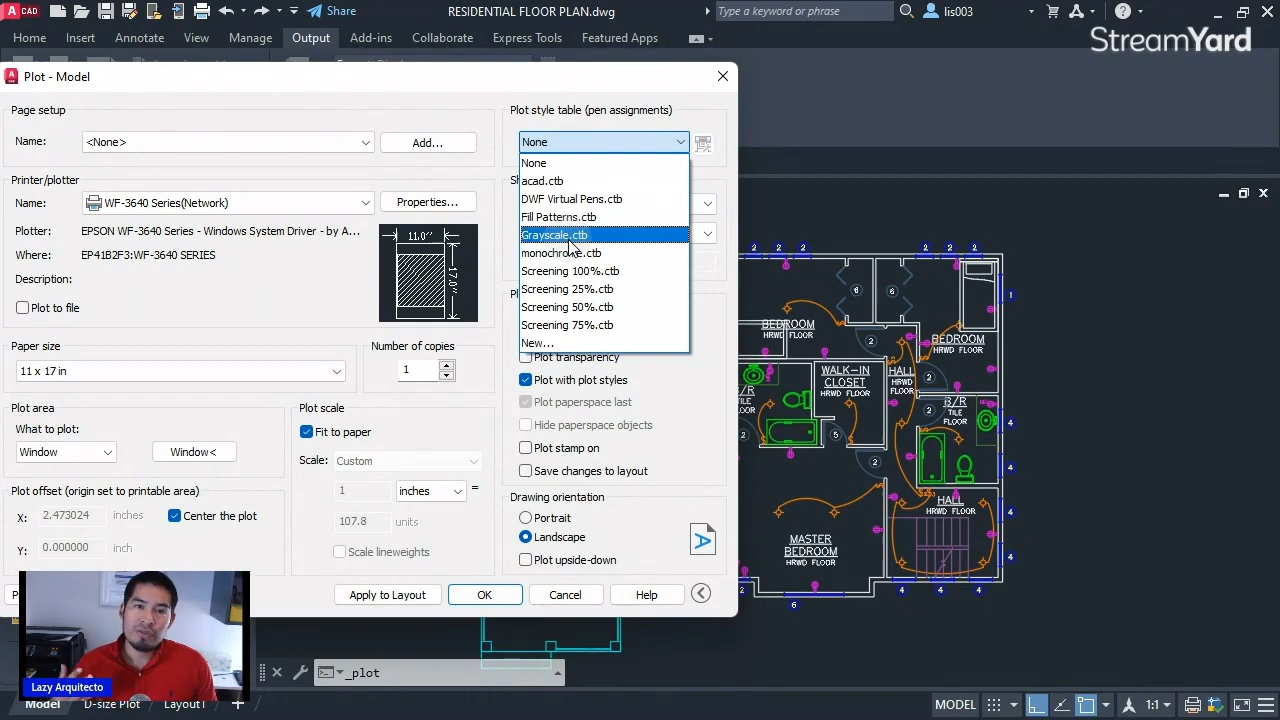 CAD
Share
RESIDENTIAL FLOOR PLAN.dwg
Type a keyword or phrase
lis003
Home Insert Annotate View Manage Output Add-ins Collaborate Express Tools Featured Apps
StreamYard
Plot - Model
Page setup
Name: <None> Add...
Printer/plotter
Name: WF-3640 Series(Network) Properties...
Plotter: EPSON WF-3640 Series - Windows System Driver - by A...
Where: EP41B2F3:WF-3640 SERIES
Description:
Plot to file
11.0''
17.0''
Paper size
11 x 17 in
Number of copies
1
Plot area
What to plot:
Window Window<
Plot scale
Fit to paper
Scale: Custom
1 inches =
107.8 units
Scale lineweights
Plot offset (origin set to printable area)
X: 2.473024 inches Center the plot
Y: 0.000000 inch
Plot style table (pen assignments)
None
None
acad.ctb
DWF Virtual Pens.ctb
Fill Patterns.ctb
Grayscale.ctb
monochrome.ctb
Screening 100%.ctb
Screening 25%.ctb
Screening 50%.ctb
Screening 75%.ctb
New...
Plot transparency
Plot with plot styles
Plot paperspace last
Hide paperspace objects
Plot stamp on
Save changes to layout
Drawing orientation
Portrait
Landscape
Plot upside-down
A
Apply to Layout OK Cancel Help
BEDROOM
BEDROOM
HRWD FLOOR
WALK-IN
CLOSET
HRWD
FLOOR
HALL
HRWD
FLOOR
B/R
TILE
FLOOR
MASTER
BEDROOM
HRWD FLOOR
HALL
HRWD FLOOR
_plot
Lazy Arquitecto
Model D-size Plot Layout1 +
MODEL 1:1